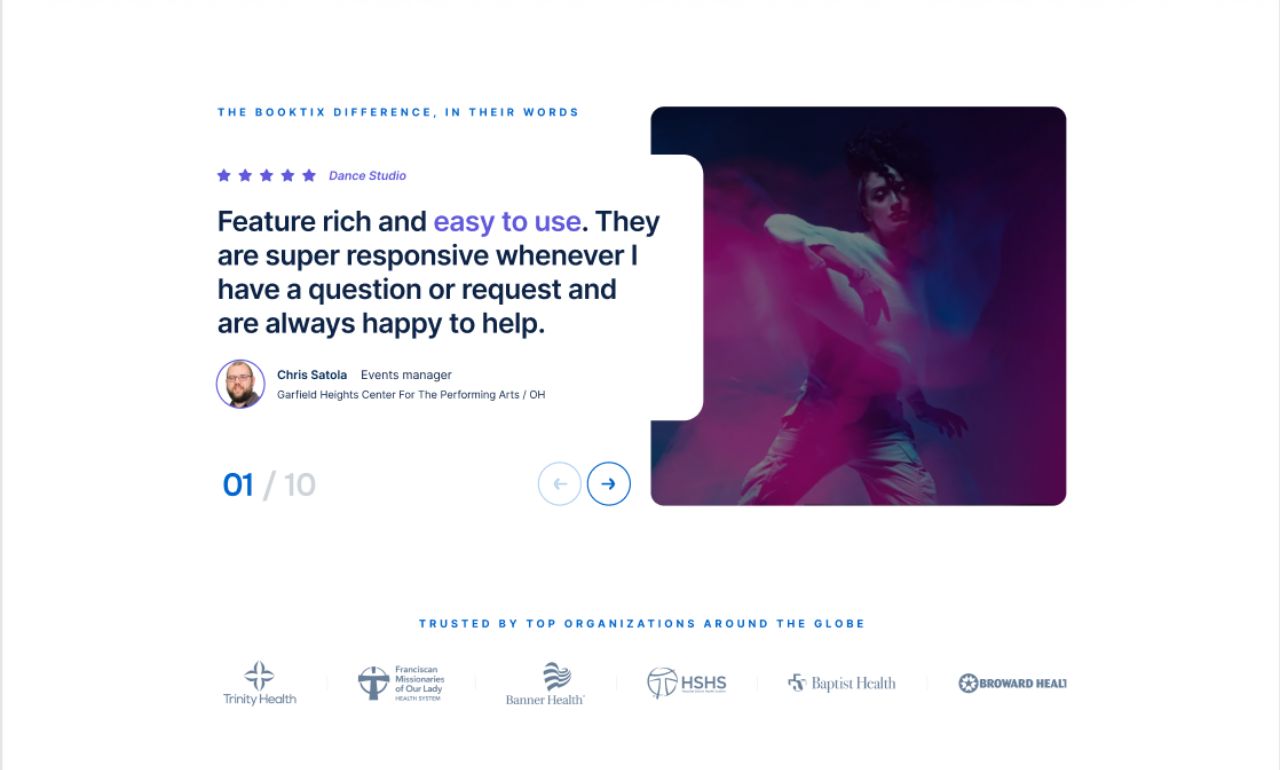 THE BOOKTIX DIFFERENCE, IN THEIR WORDS
Dance Studio
Feature rich and easy to use. They
are super responsive whenever I
have a question or request and
are always happy to help.
Chris Satola Events manager
Garfield Heights Center For The Performing Arts / OH
01 / 10
TRUSTED BY TOP ORGANIZATIONS AROUND THE GLOBE
Trinity Health
Franciscan
Missionaries
of Our Lady
HEALTH SYSTEM
Banner Health
HSHS
Baptist Health
BROWARD HEALT